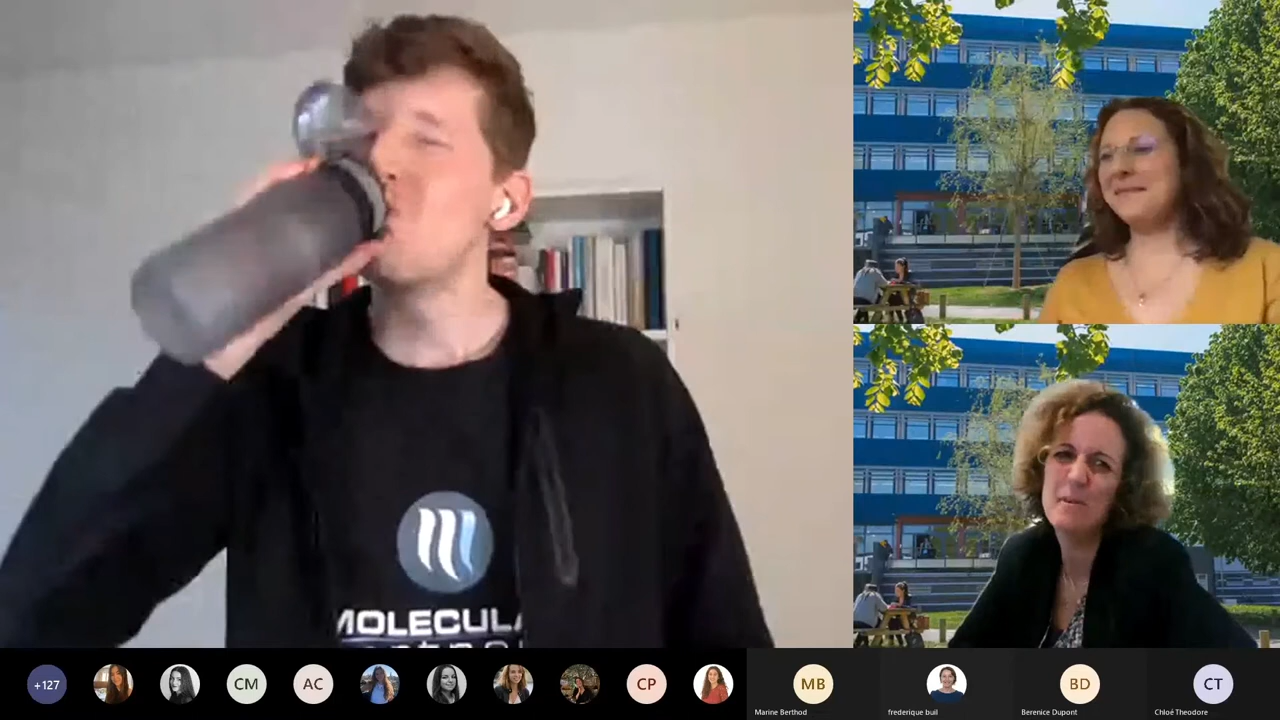 MOLECULA
+127
CM
AC
CP
MB
BD
CT
Marine Berthod
frederique buil
Berenice Dupont
Chloé Theodore